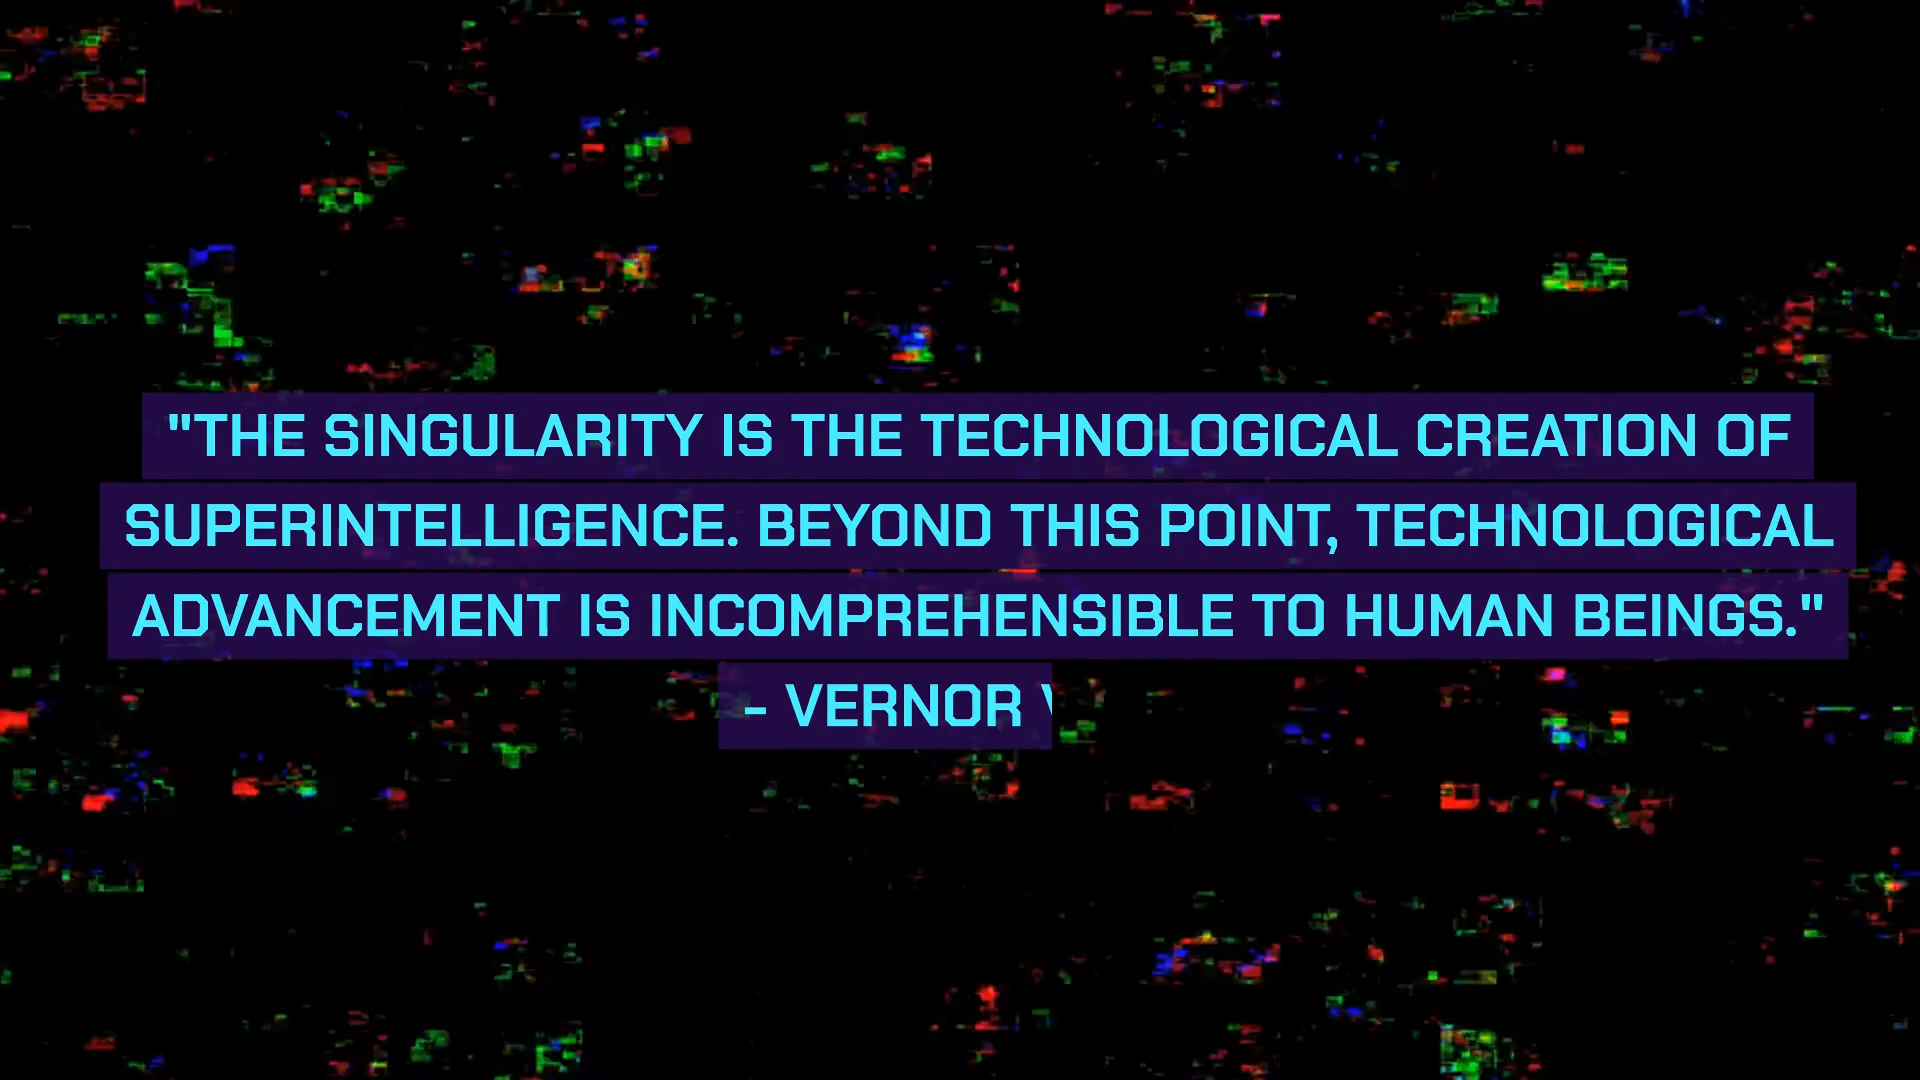 "THE SINGULARITY IS THE TECHNOLOGICAL CREATION OF
SUPERINTELLIGENCE. BEYOND THIS POINT, TECHNOLOGICAL
ADVANCEMENT IS INCOMPREHENSIBLE TO HUMAN BEINGS."
- VERNOR